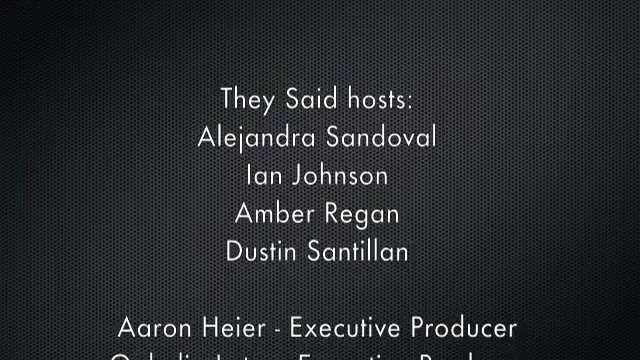 They Said hosts:
Alejandra Sandoval
Ian Johnson
Amber Regan
Dustin Santillan
Aaron Heier - Executive Producer